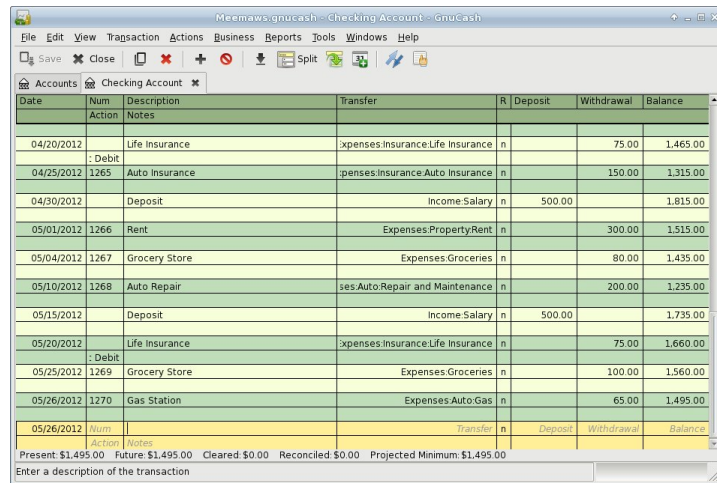 Meemaws.gnucash - Checking Account - GnuCash
File Edit View Transaction Actions Business Reports Tools Windows Help
Save Close Split
Accounts Checking Account
Date Num Description Transfer R Deposit Withdrawal Balance
Action Notes
04/20/2012 Life Insurance :xpenses:Insurance:Life Insurance n 75.00 1,465.00
: Debit
04/25/2012 1265 Auto Insurance :penses:Insurance:Auto Insurance n 150.00 1,315.00
04/30/2012 Deposit Income:Salary n 500.00 1,815.00
05/01/2012 1266 Rent Expenses:Property:Rent n 300.00 1,515.00
05/04/2012 1267 Grocery Store Expenses:Groceries n 80.00 1,435.00
05/10/2012 1268 Auto Repair ses:Auto:Repair and Maintenance n 200.00 1,235.00
05/15/2012 Deposit Income:Salary n 500.00 1,735.00
05/20/2012 Life Insurance :xpenses:Insurance:Life Insurance n 75.00 1,660.00
: Debit
05/25/2012 1269 Grocery Store Expenses:Groceries n 100.00 1,560.00
05/26/2012 1270 Gas Station Expenses:Auto:Gas n 65.00 1,495.00
05/26/2012 Num Transfer n Deposit Withdrawal Balance
Action Notes
Present: $1,495.00 Future: $1,495.00 Cleared: $0.00 Reconciled: $0.00 Projected Minimum: $1,495.00
Enter a description of the transaction